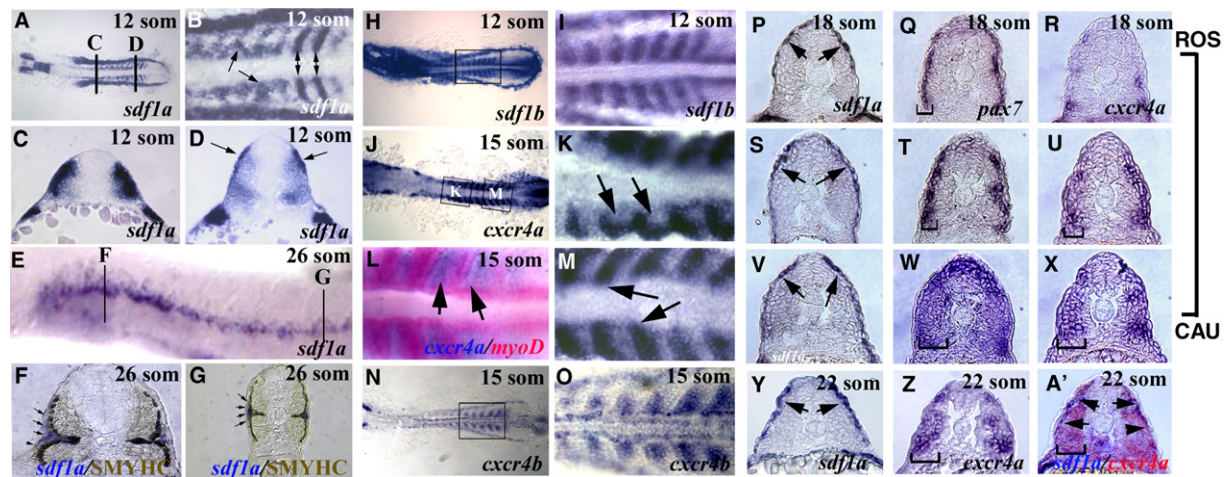 A 12 som C D sdf1a
B 12 som sdf1a
H 12 som sdf1b
I 12 som sdf1b
P 18 som sdf1a
Q 18 som pax7
R 18 som cxcr4a
ROS
C 12 som sdf1a
D 12 som sdf1a
J 15 som K M cxcr4a
K
S
T
U
E 26 som F G sdf1a
L 15 som cxcr4a/myoD
M
V sdf1a
W
X
CAU
F 26 som sdf1a/SMYHC
G 26 som sdf1a/SMYHC
N 15 som cxcr4b
O 15 som cxcr4b
Y 22 som sdf1a
Z 22 som cxcr4a
A' 22 som sdf1a/cxcr4a